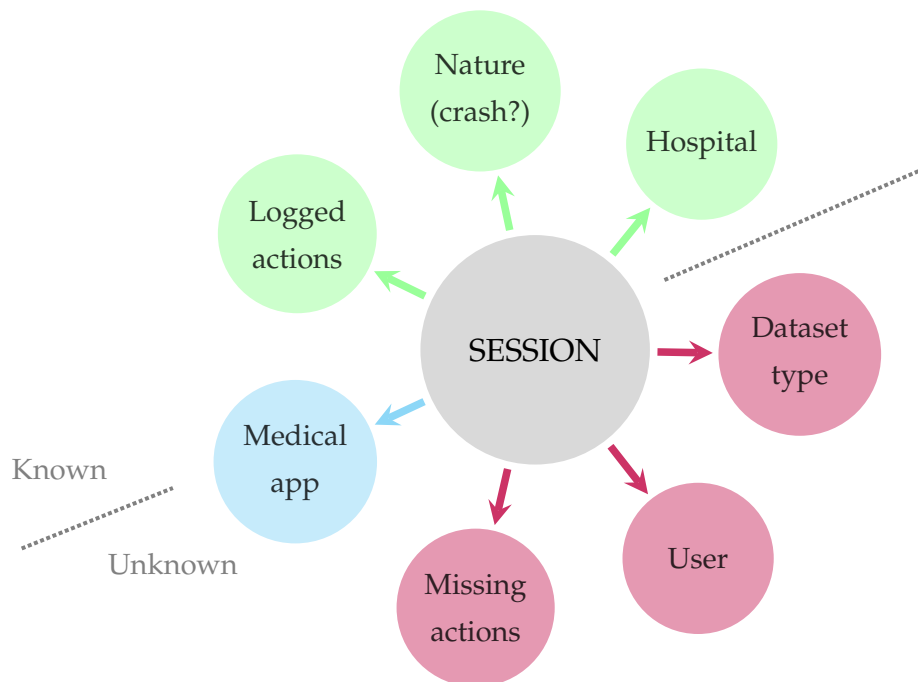 Nature
(crash?)
Hospital
Logged
actions
SESSION
Dataset
type
Medical
app
Known
Unknown
User
Missing
actions